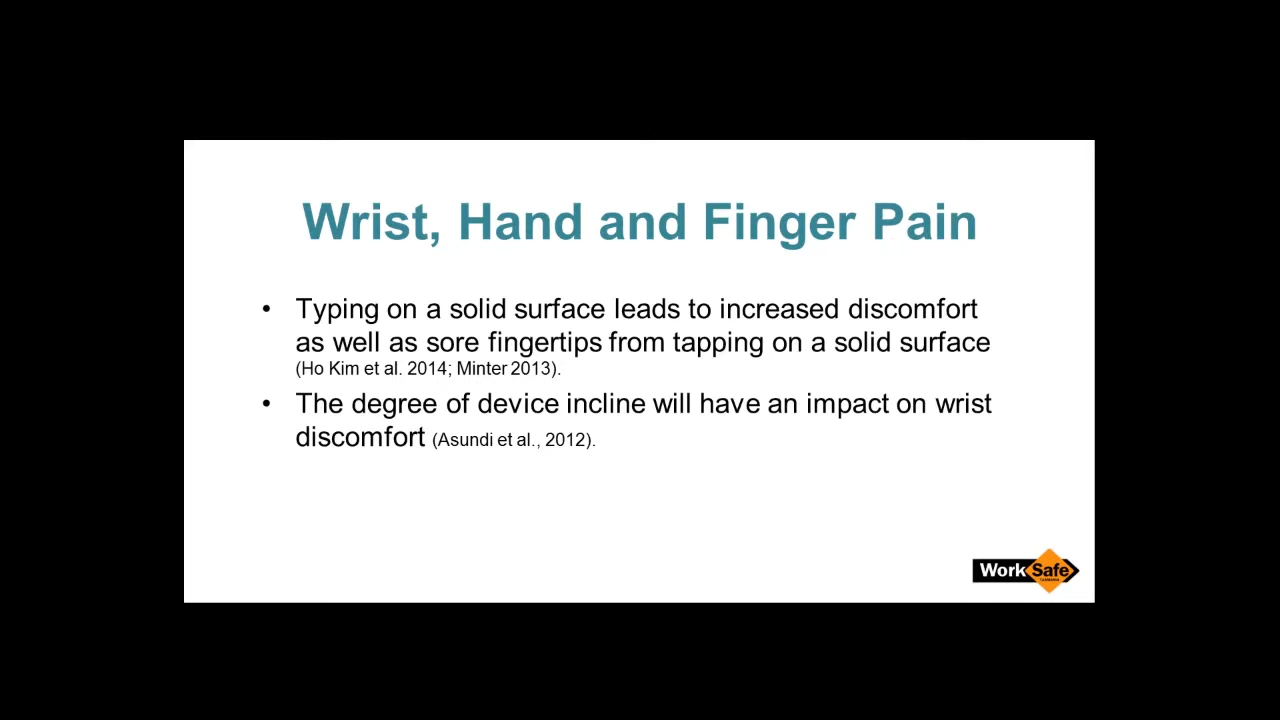 Wrist, Hand and Finger Pain
• Typing on a solid surface leads to increased discomfort
as well as sore fingertips from tapping on a solid surface
(Ho Kim et al. 2014; Minter 2013).
• The degree of device incline will have an impact on wrist
discomfort (Asundi et al., 2012).
WorkSafe
TASMANIA